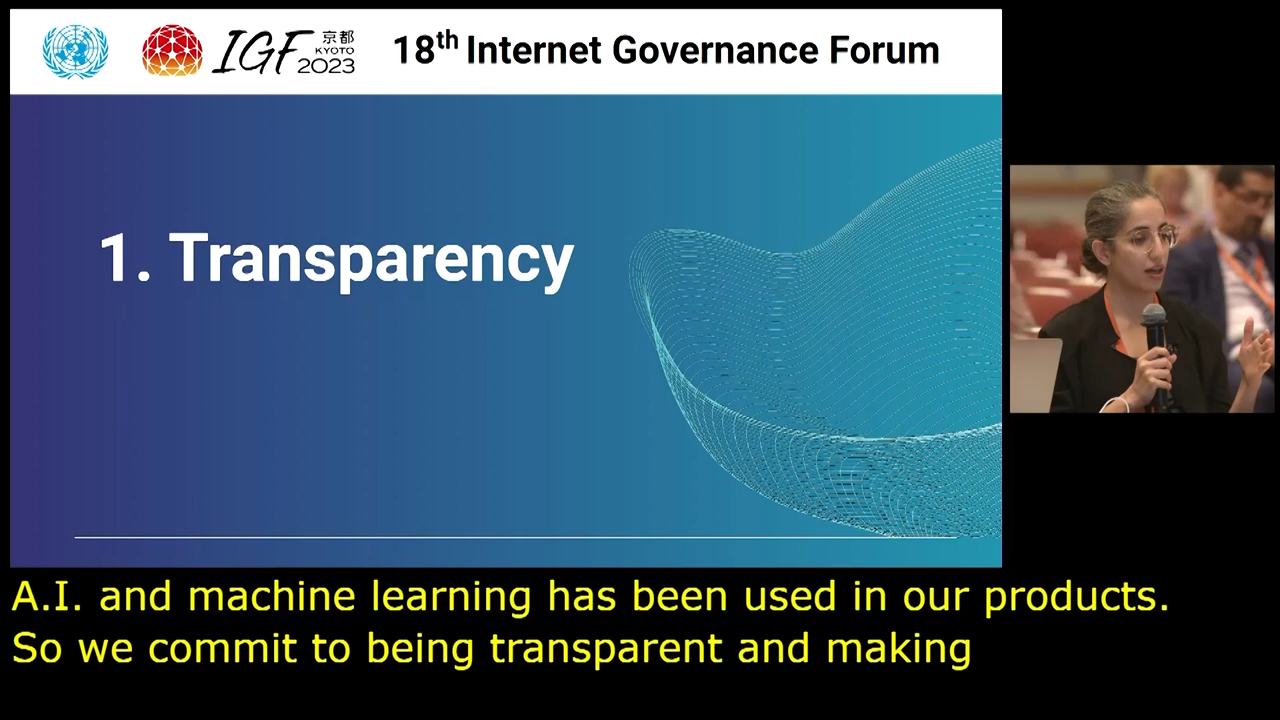 IGF 京都
KYOTO
2023
18th Internet Governance Forum
1. Transparency
A.I. and machine learning has been used in our products.
So we commit to being transparent and making